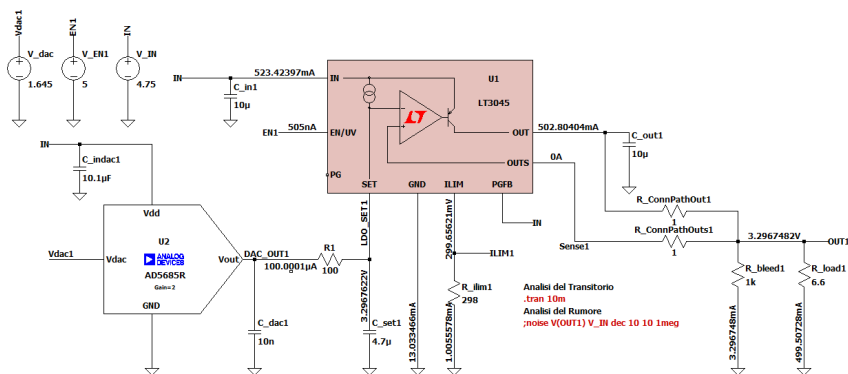 Vdac1
EN1
IN
V_dac
V_EN1
V_IN
1.645
5
4.75
IN
523.42397mA
C_in1
10µ
IN
U1
LT3045
EN1
505nA
EN/UV
OUT
502.80404mA
C_out1
10µ
OUTS
0A
PG
SET
GND
ILIM
PGFB
IN
IN
C_indac1
10.1µF
Vdd
U2
Vdac1
Vdac
ANALOG
DEVICES
AD5685R
Gain=2
Vout
GND
DAC_OUT1
100.0001µA
R1
100
LDO_SET1
3.2967622V
C_dac1
10n
C_set1
4.7µ
13.033466mA
299.65621mV
ILIM1
R_ilim1
298
1.0055578mA
R_ConnPathOut1
1
R_ConnPathOuts1
1
Sense1
3.2967482V
OUT1
R_bleed1
1k
R_load1
6.6
3.296748mA
499.50728mA
Analisi del Transitorio
.tran 10m
Analisi del Rumore
;noise V(OUT1) V_IN dec 10 10 1meg